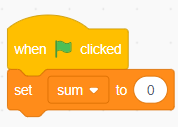 when clicked
set sum to 0